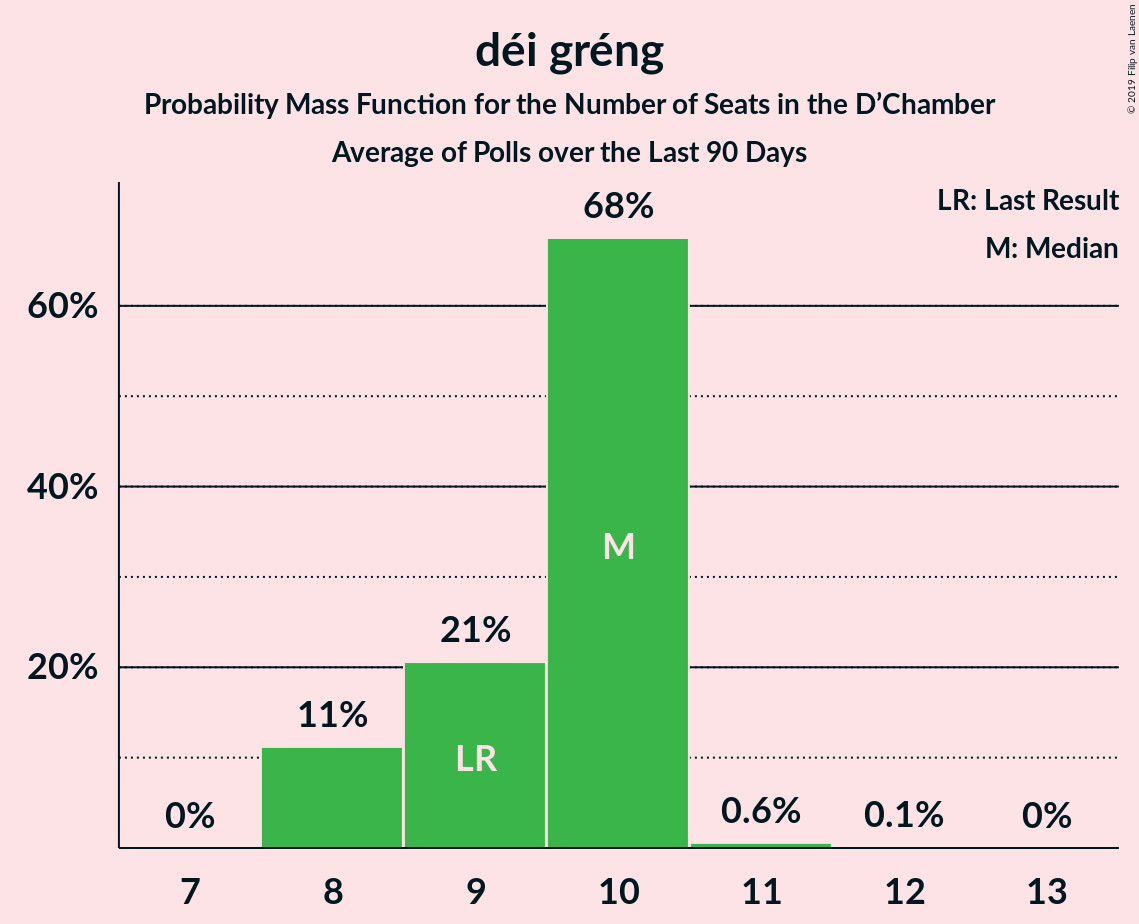 déi gréng
Probability Mass Function for the Number of Seats in the D’Chamber
Average of Polls over the Last 90 Days
© 2019 Filip van Laenen
LR: Last Result
M: Median
60%
40%
20%
0%
11%
21%
68%
0.6%
0.1%
0%
LR
M
7 8 9 10 11 12 13